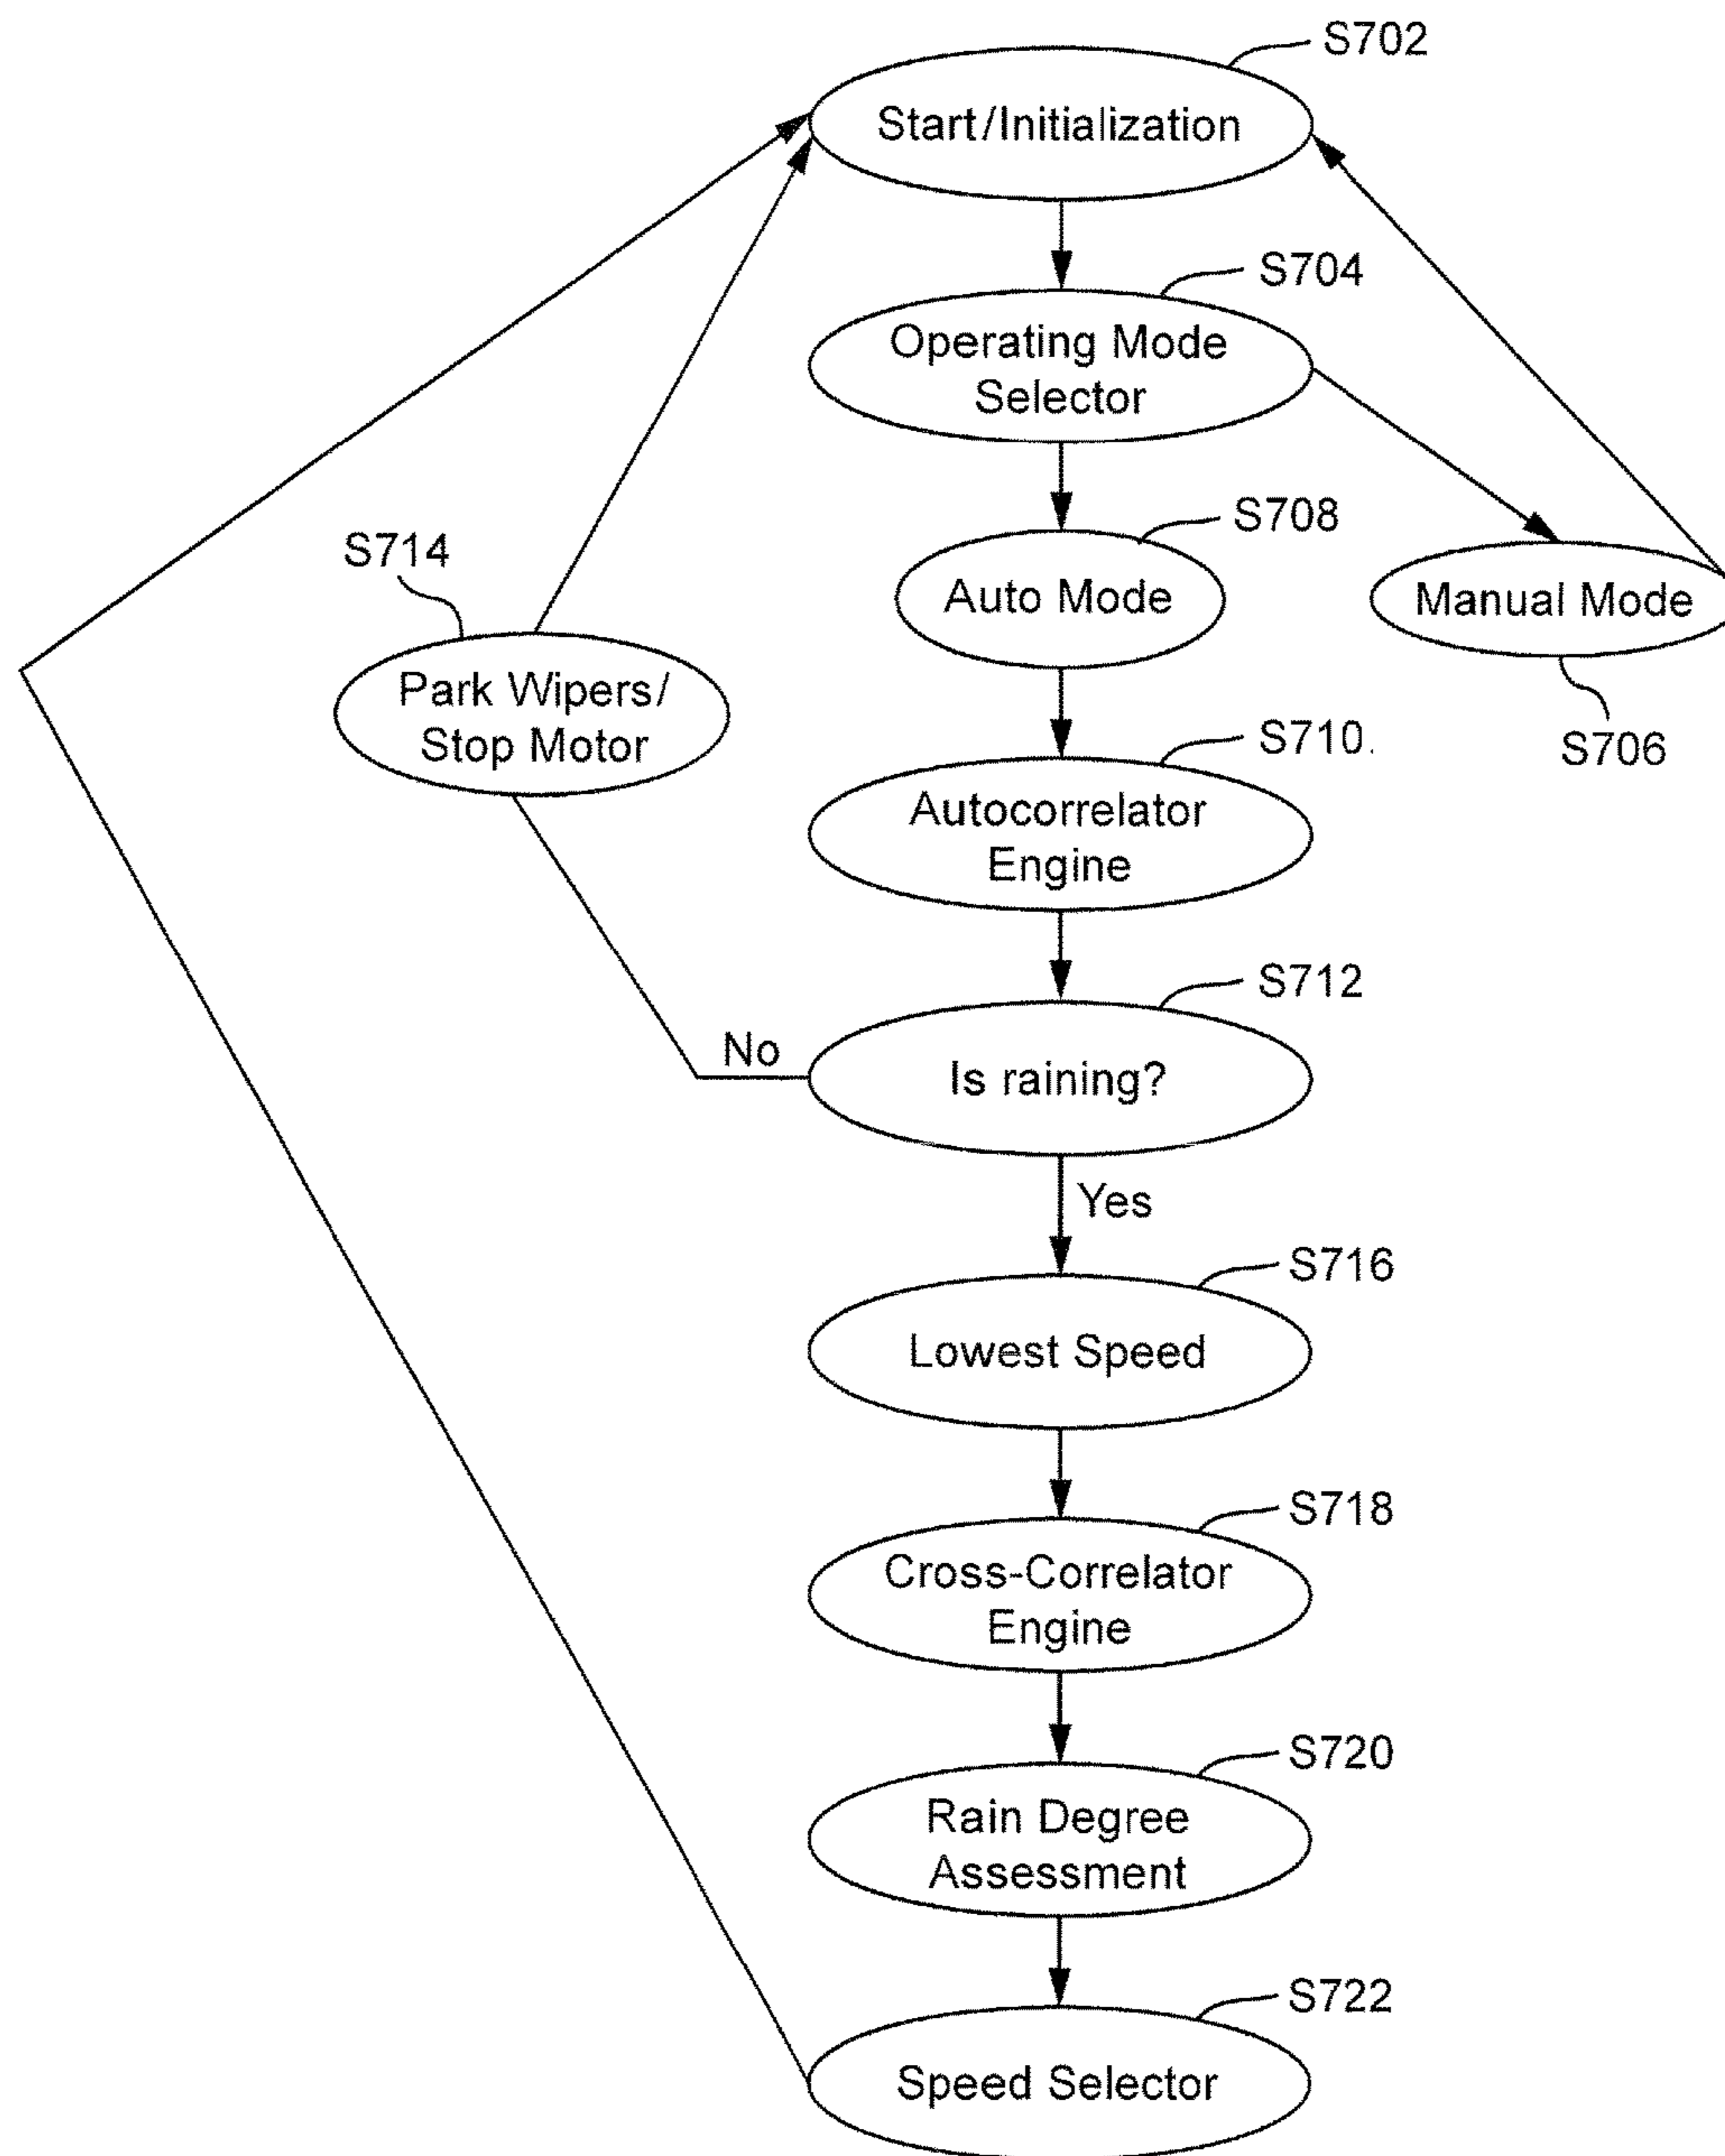 S702
Start/Initialization
S704
Operating Mode
Selector
S708
Auto Mode
Manual Mode
S706
S714
Park Wipers/
Stop Motor
S710.
Autocorrelator
Engine
S712
No
Is raining?
Yes
S716
Lowest Speed
S718
Cross-Correlator
Engine
S720
Rain Degree
Assessment
S722
Speed Selector